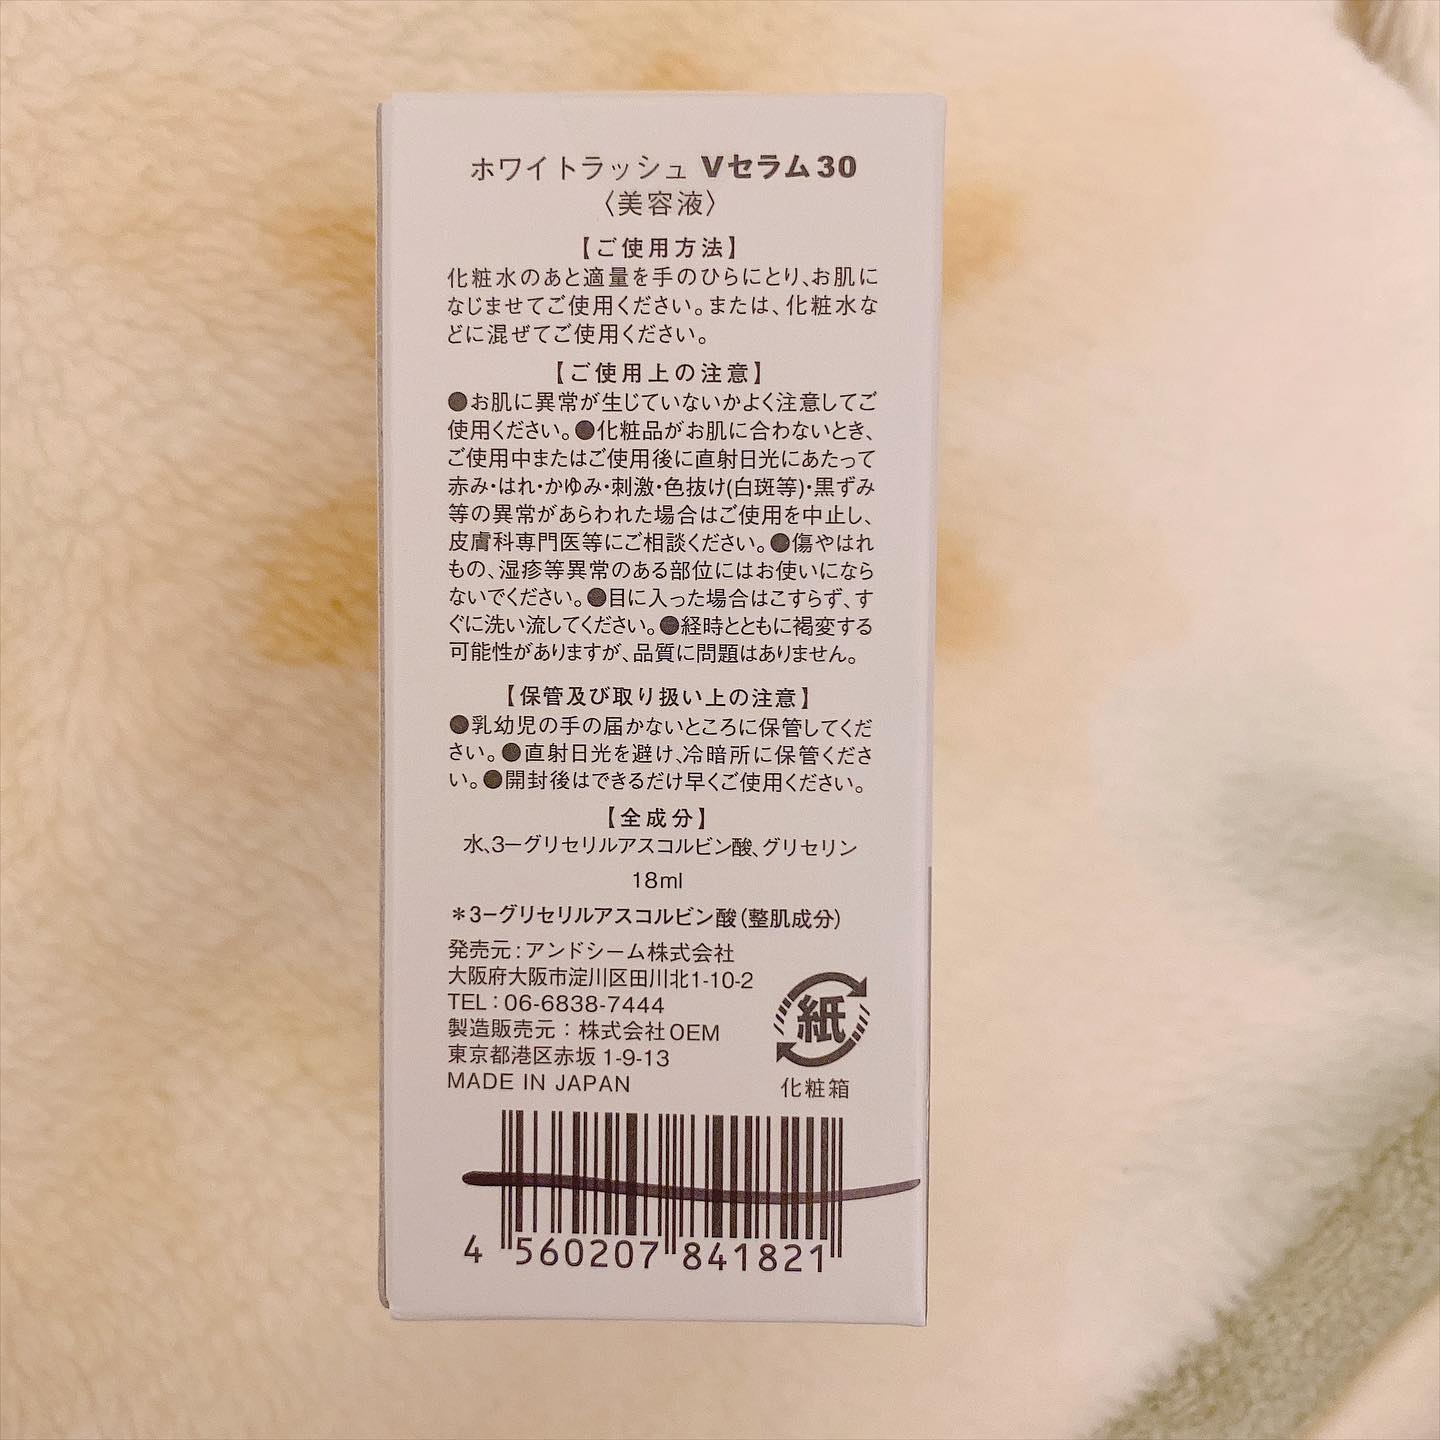 ホワイトラッシュ Vセラム30
〈美容液〉
【ご使用方法】
化粧水のあと適量を手のひらにとり、お肌に
なじませてご使用ください。または、化粧水な
どに混ぜてご使用ください。
【ご使用上の注意】
●お肌に異常が生じていないかよく注意してご
使用ください。●化粧品がお肌に合わないとき、
ご使用中またはご使用後に直射日光にあたって
赤み・はれ・かゆみ・刺激・色抜け(白斑等)・黒ずみ
等の異常があらわれた場合はご使用を中止し、
皮膚科専門医等にご相談ください。●傷やはれ
もの、湿疹等異常のある部位にはお使いになら
ないでください。●目に入った場合はこすらず、す
ぐに洗い流してください。●経時とともに褐変する
可能性がありますが、品質に問題はありません。
【保管及び取り扱い上の注意】
●乳幼児の手の届かないところに保管してくだ
さい。●直射日光を避け、冷暗所に保管くださ
い。●開封後はできるだけ早くご使用ください。
【全成分】
水、3ーグリセリルアスコルビン酸、グリセリン
18ml
＊3ーグリセリルアスコルビン酸(整肌成分)
発売元：アンドシーム株式会社
大阪府大阪市淀川区田川北1-10-2
TEL：06-6838-7444
製造販売元：株式会社OEM
東京都港区赤坂1-9-13
MADE IN JAPAN
紙
化粧箱
4 560207 841821